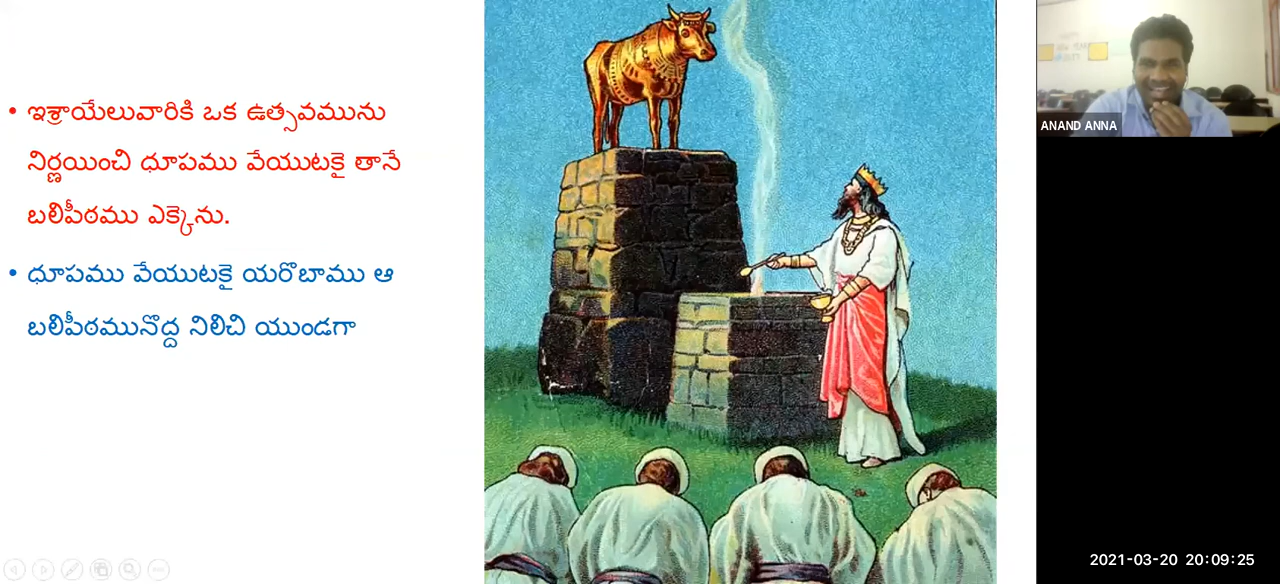 • ఇశ్రాయేలువారికి ఒక ఉత్సవమును
నిర్ణయించి ధూపము వేయుటకై తానే
బలిపీఠము ఎక్కెను.
• ధూపము వేయుటకై యరొబాము ఆ
బలిపీఠమునొద్ద నిలిచి యుండగా
ANAND ANNA
2021-03-20 20:09:25